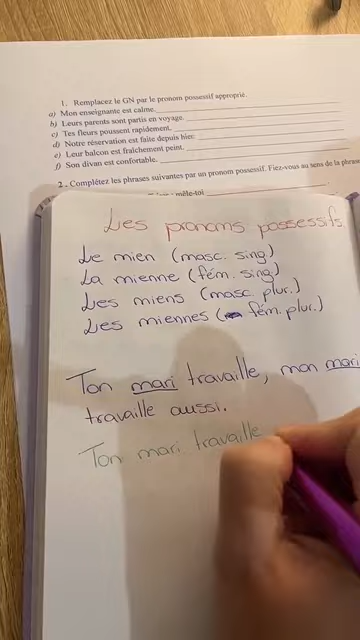 1. Remplacez le GN par le pronom possessif approprié.
a) Mon enseignante est calme.
b) Leurs parents sont partis en voyage.
c) Tes fleurs poussent rapidement.
d) Notre réservation est faite depuis hier.
e) Leur balcon est fraîchement peint.
f) Son divan est confortable.
2. Complétez les phrases suivantes par un pronom possessif. Fiez-vous au sens de la phrase
mêle-toi
Les pronoms possessifs
Le mien (masc. sing.)
La mienne (fém. sing)
Les miens (masc. plur.)
Les miennes (fém. plur.)
Ton mari travaille, mon mari
travaille aussi.
Ton mari travaille